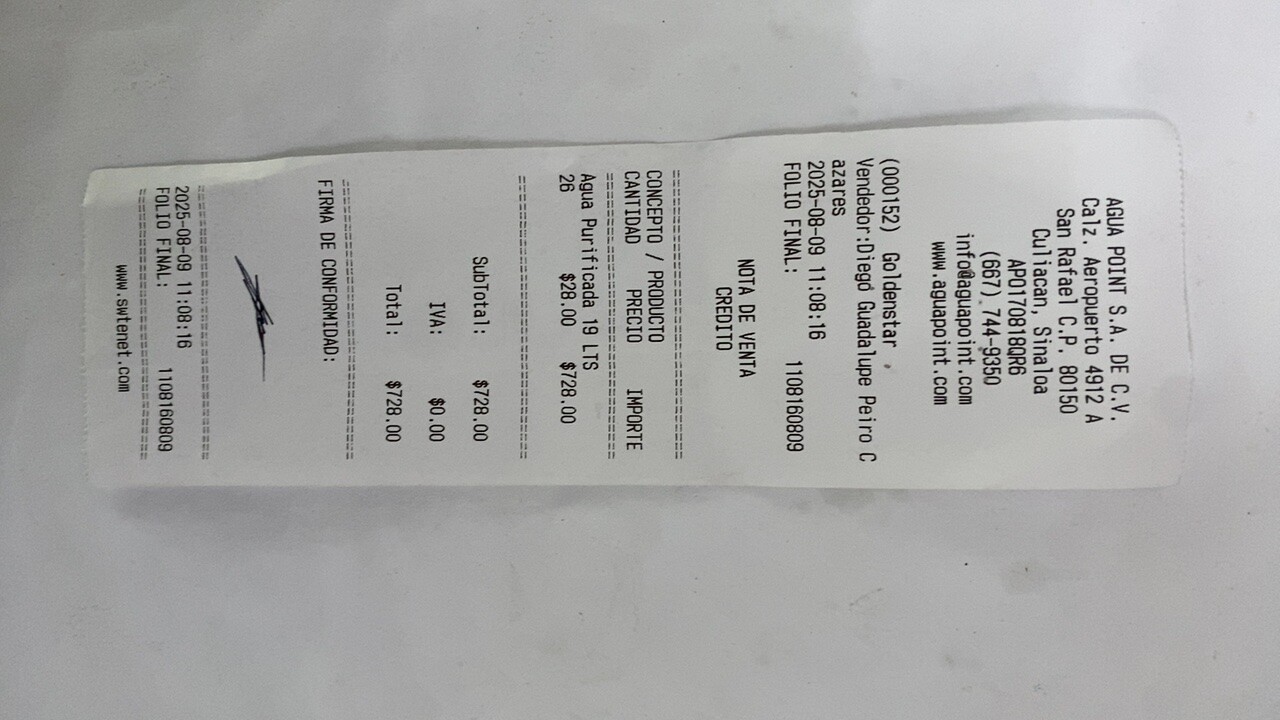 AGUA POINT S.A. DE C.V.
Calz. Aeropuerto 4912 A
San Rafael C.P. 80150
Culiacan, Sinaloa
APO170818QR6
(667) 744-9350
info@aguapoint.com
www.aguapoint.com
(000152) Goldenstar
Vendedor:Diego Guadalupe Peiro C
azares
2025-08-09 11:08:16
FOLIO FINAL: 1108160809
NOTA DE VENTA
CREDITO
================================
CONCEPTO / PRODUCTO
CANTIDAD PRECIO IMPORTE
================================
Agua Purificada 19 LTS
26 $28.00 $728.00
================================
SubTotal: $728.00
IVA: $0.00
Total: $728.00
================================
FIRMA DE CONFORMIDAD:
================================
2025-08-09 11:08:16
FOLIO FINAL: 1108160809
================================
www.swtenet.com